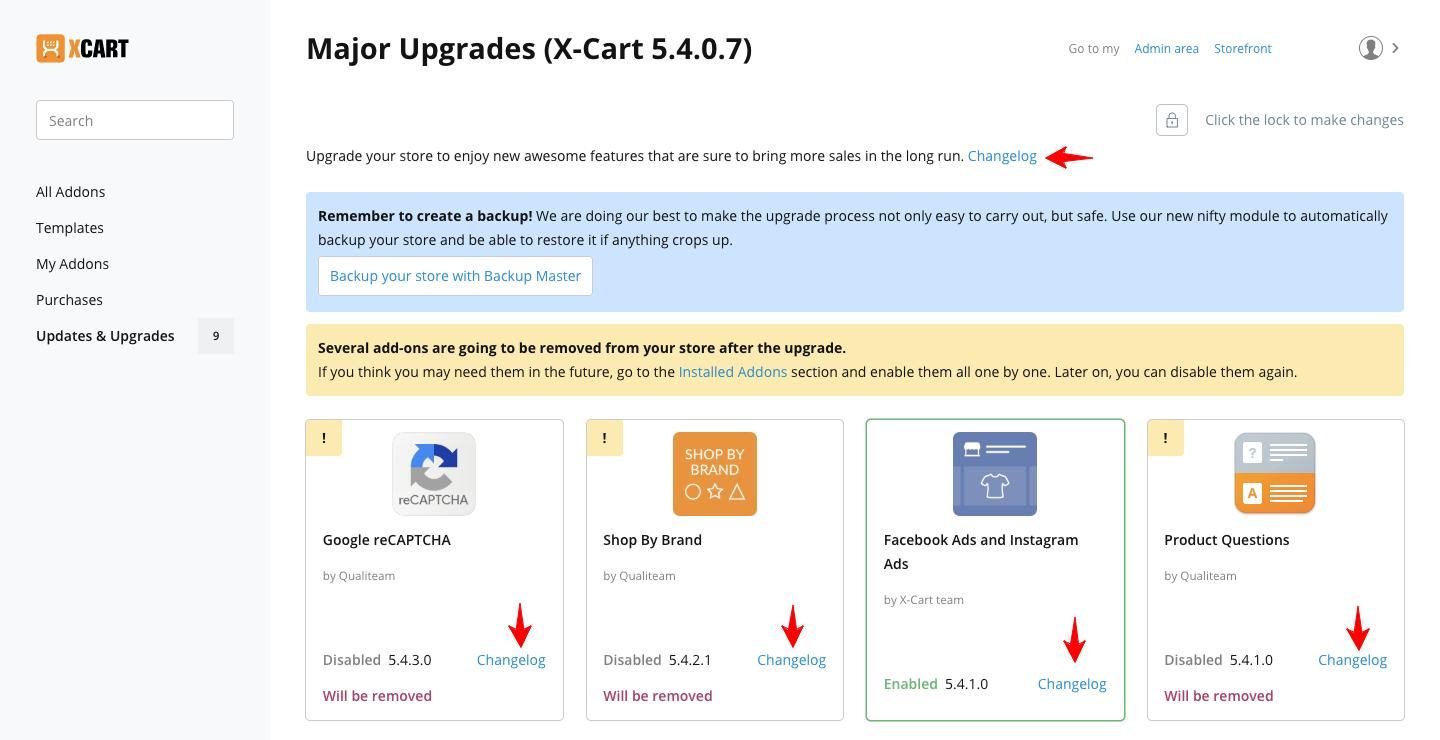 XCART
Major Upgrades (X-Cart 5.4.0.7)
Go to my Admin area Storefront
Search
Click the lock to make changes
Upgrade your store to enjoy new awesome features that are sure to bring more sales in the long run. Changelog
All Addons
Templates
My Addons
Purchases
Updates & Upgrades 9
Remember to create a backup! We are doing our best to make the upgrade process not only easy to carry out, but safe. Use our new nifty module to automatically
backup your store and be able to restore it if anything crops up.
Backup your store with Backup Master
Several add-ons are going to be removed from your store after the upgrade.
If you think you may need them in the future, go to the Installed Addons section and enable them all one by one. Later on, you can disable them again.
!
reCAPTCHA
Google reCAPTCHA
by Qualiteam
Disabled 5.4.3.0 Changelog
Will be removed
!
SHOP BY
BRAND
Shop By Brand
by Qualiteam
Disabled 5.4.2.1 Changelog
Will be removed
Facebook Ads and Instagram
Ads
by X-Cart team
Enabled 5.4.1.0 Changelog
!
?
A
Product Questions
by Qualiteam
Disabled 5.4.1.0 Changelog
Will be removed